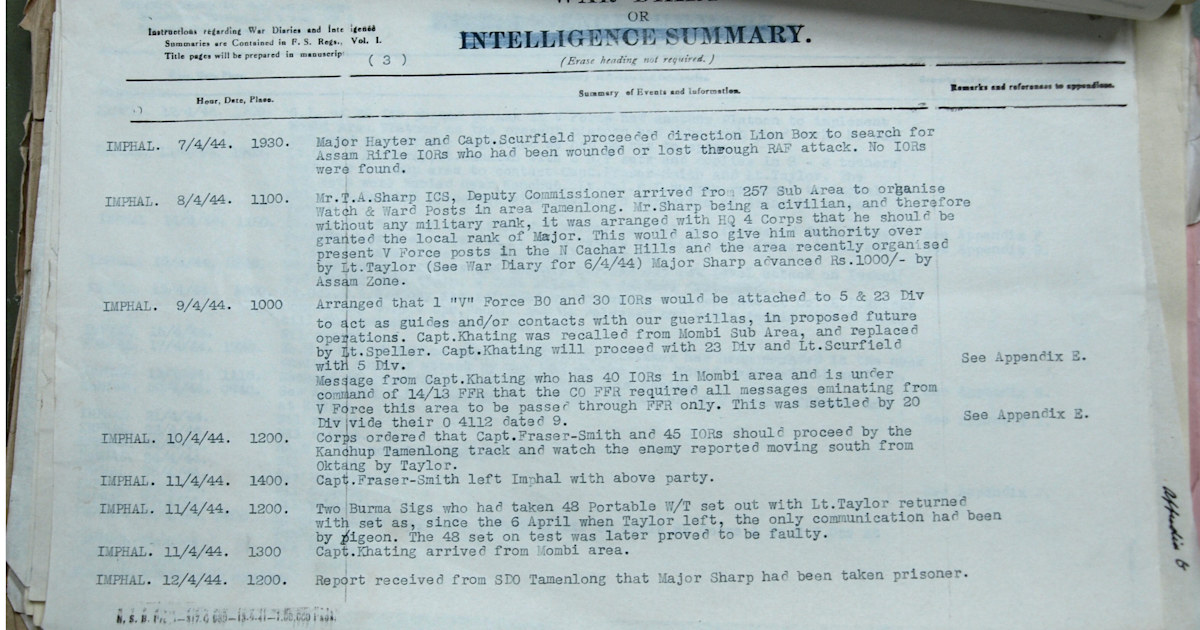 WAR DIARY
OR
INTELLIGENCE SUMMARY.
(Erase heading not required.)
Instructions regarding War Diaries and Intelligence
Summaries are Contained in F. S. Regs., Vol. I.
Title pages will be prepared in manuscript
( 3 )
Hour, Date, Place.
Summary of Events and information.
Remarks and reference to appendices.
IMPHAL. 7/4/44. 1930. Major Hayter and Capt.Scurfield proceeded direction Lion Box to search for
Assam Rifle IORs who had been wounded or lost through RAF attack. No IORs
were found.
IMPHAL. 8/4/44. 1100. Mr.T.A.Sharp ICS, Deputy Commissioner arrived from 257 Sub Area to organise
Watch & Ward Posts in area Tamenlong. Mr.Sharp being a civilian, and therefore
without any military rank, it was arranged with HQ 4 Corps that he should be
granted the local rank of Major. This would also give him authority over
present V Force posts in the N Cachar Hills and the area recently organised
by Lt.Taylor (See War Diary for 6/4/44) Major Sharp advanced Rs.1000/- by
Assam Zone.
IMPHAL. 9/4/44. 1000 Arranged that 1 "V" Force BO and 30 IORs would be attached to 5 & 23 Div
to act as guides and/or contacts with our guerillas, in proposed future
operations. Capt.Khating was recalled from Mombi Sub Area, and replaced
by Lt.Speller. Capt.Khating will proceed with 23 Div and Lt.Scurfield
with 5 Div. See Appendix E.
Message from Capt.Khating who has 40 IORs in Mombi area and is under
command of 14/13 FFR that the CO FFR required all messages eminating from
V Force this area to be passed through FFR only. This was settled by 20
Div vide their O 4112 dated 9. See Appendix E.
IMPHAL. 10/4/44. 1200. Corps ordered that Capt.Fraser-Smith and 45 IORs should proceed by the
Kanchup Tamenlong track and watch the enemy reported moving south from
Oktang by Taylor.
IMPHAL. 11/4/44. 1400. Capt.Fraser-Smith left Imphal with above party.
IMPHAL. 11/4/44. 1200. Two Burma Sigs who had taken 48 Portable W/T set out with Lt.Taylor returned
with set as, since the 6 April when Taylor left, the only communication had been
by pigeon. The 48 set on test was later proved to be faulty.
IMPHAL. 11/4/44. 1300 Capt.Khating arrived from Mombi area.
IMPHAL. 12/4/44. 1200. Report received from SDO Tamenlong that Major Sharp had been taken prisoner.